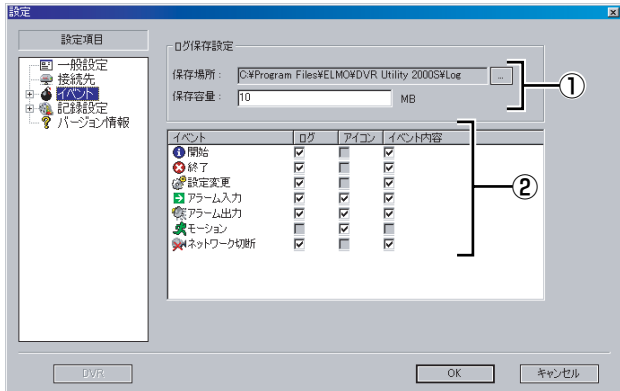 設定
設定項目
一般設定
接続先
イベント
記録設定
バージョン情報
ログ保存設定
保存場所：
C:¥Program Files¥ELMO¥DVR Utility 2000S¥Log
...
①
保存容量：
10
MB
イベント ログ アイコン イベント内容
②
開始
終了
設定変更
アラーム入力
アラーム出力
モーション
ネットワーク切断
DVR
OK
キャンセル